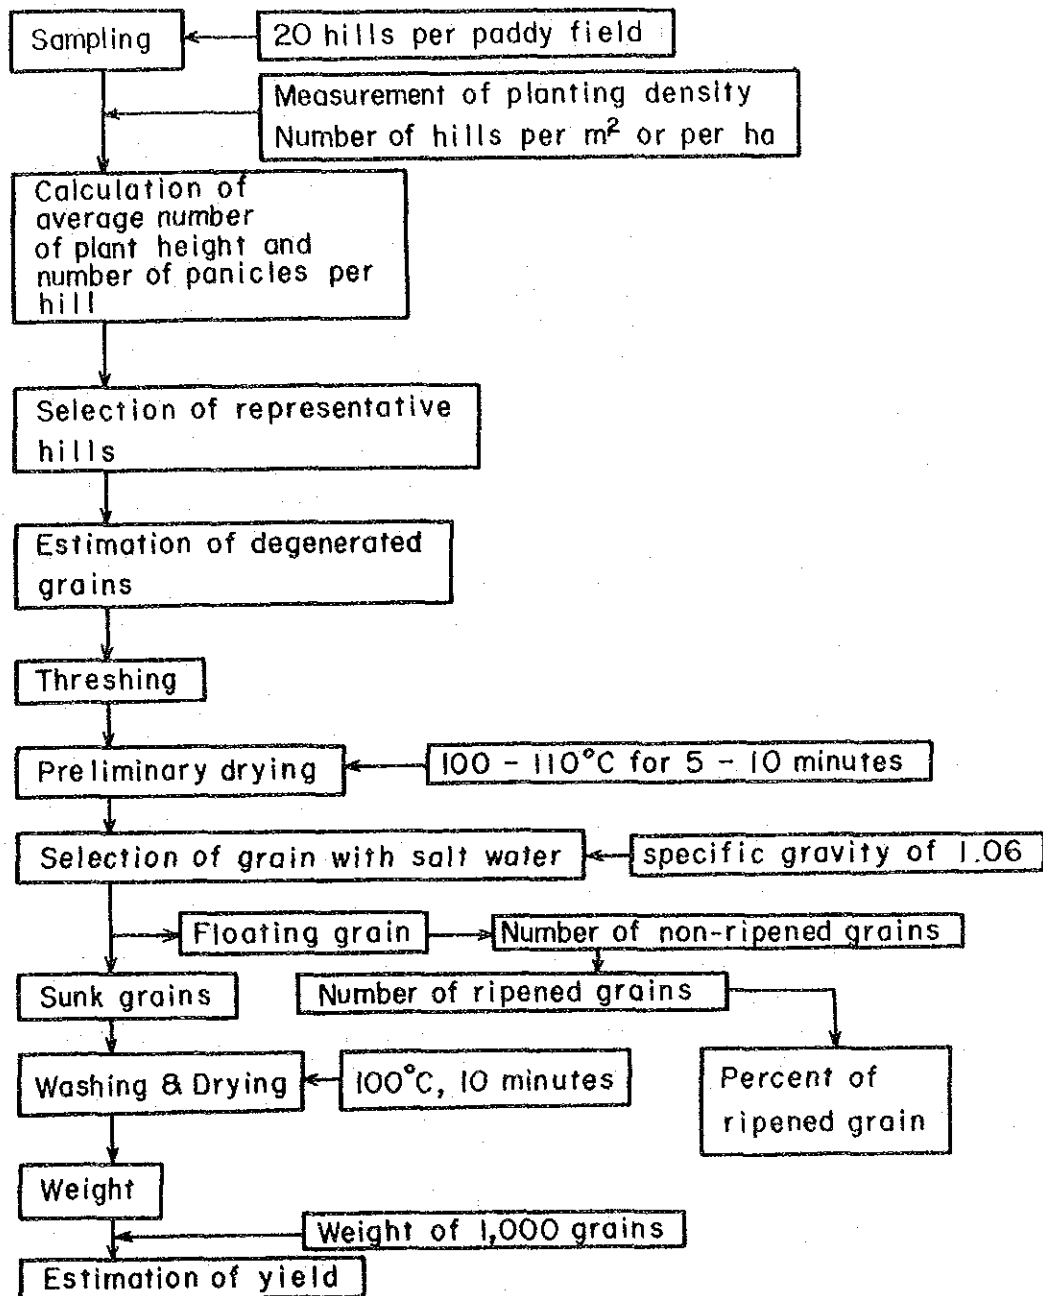 Sampling
20 hills per paddy field
Measurement of planting density
Number of hills per m² or per ha
Calculation of
average number
of plant height and
number of panicles per
hill
Selection of representative
hills
Estimation of degenerated
grains
Threshing
Preliminary drying
100 - 110°C for 5 - 10 minutes
Selection of grain with salt water
specific gravity of 1.06
Floating grain
Number of non-ripened grains
Sunk grains
Number of ripened grains
Washing & Drying
100°C, 10 minutes
Percent of
ripened grain
Weight
Weight of 1,000 grains
Estimation of yield